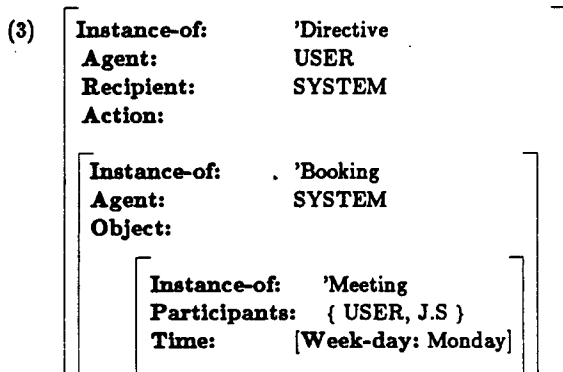 (3) Instance-of: 'Directive
Agent: USER
Recipient: SYSTEM
Action:
Instance-of: 'Booking
Agent: SYSTEM
Object:
Instance-of: 'Meeting
Participants: { USER, J.S }
Time: [Week-day: Monday]